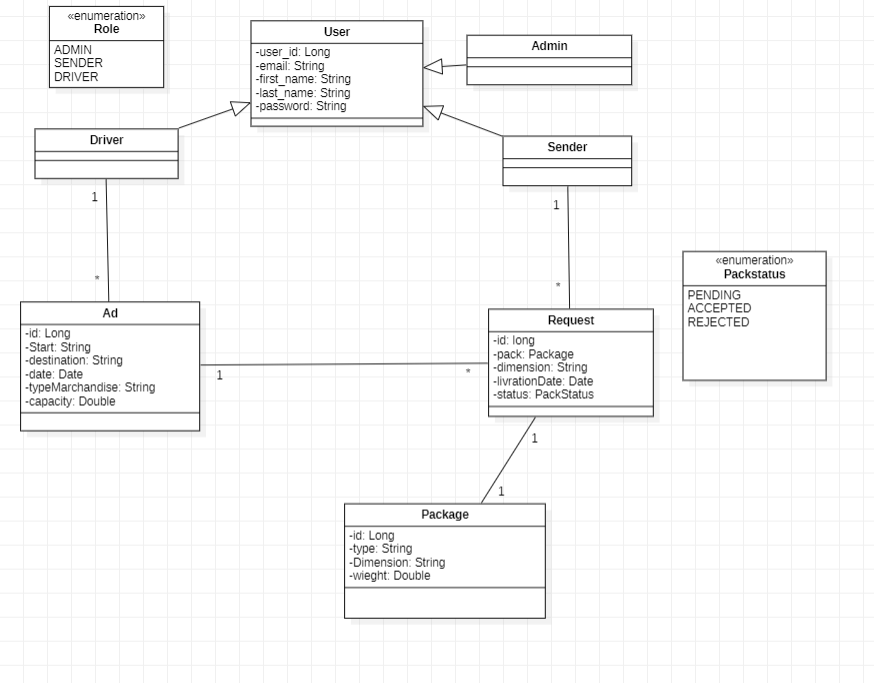 «enumeration»
Role
ADMIN
SENDER
DRIVER
User
-user_id: Long
-email: String
-first_name: String
-last_name: String
-password: String
Admin
Driver
Sender
1
*
1
*
«enumeration»
Packstatus
PENDING
ACCEPTED
REJECTED
Ad
-id: Long
-Start: String
-destination: String
-date: Date
-typeMarchandise: String
-capacity: Double
1
*
Request
-id: long
-pack: Package
-dimension: String
-livrationDate: Date
-status: PackStatus
1
1
Package
-id: Long
-type: String
-Dimension: String
-wieght: Double